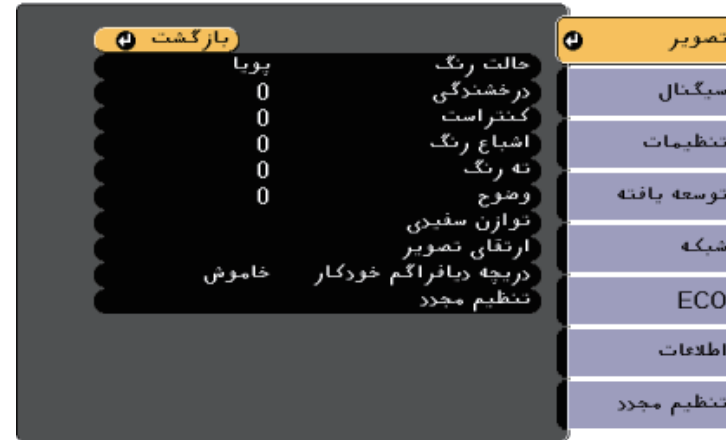 تصویر
سیگنال
تنظیمات
توسعه یافته
شبکه
ECO
اطلاعات
تنظیم مجدد
بازگشت
حالت رنگ پویا
درخشندگی 0
کنتراست 0
اشباع رنگ 0
ته رنگ 0
وضوح 0
توازن سفیدی
ارتقای تصویر
دریچه دیافراگم خودکار خاموش
تنظیم مجدد